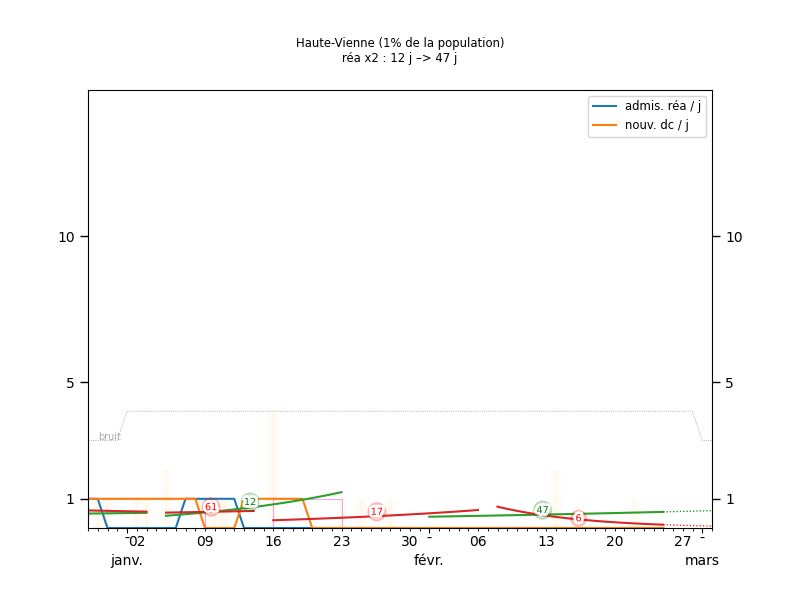 Haute-Vienne (1% de la population)
réa x2 : 12 j –> 47 j
admis. réa / j
nouv. dc / j
10 10
5 5
bruit
1 1
61 12 17 47 6
02 09 16 23 30 06 13 20 27
janv. févr. mars